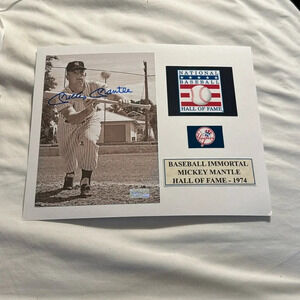 Mickey Mantle
NATIONAL
BASEBALL
HALL OF FAME
BASEBALL IMMORTAL
MICKEY MANTLE
HALL OF FAME - 1974